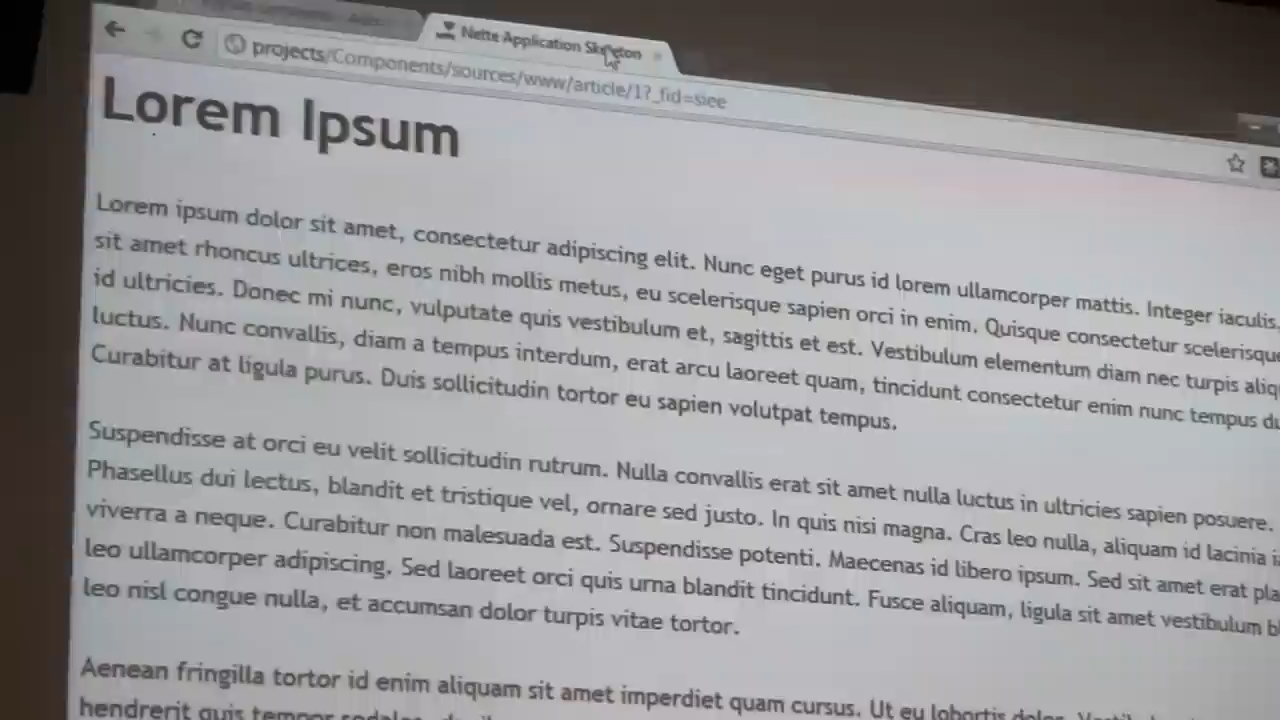 Nette Application Skeleton
projects/Components/sources/www/article/1?_fid=siee
Lorem Ipsum
Lorem ipsum dolor sit amet, consectetur adipiscing elit. Nunc eget purus id lorem ullamcorper mattis. Integer iaculis,
sit amet rhoncus ultrices, eros nibh mollis metus, eu scelerisque sapien orci in enim. Quisque consectetur scelerisque
id ultricies. Donec mi nunc, vulputate quis vestibulum et, sagittis et est. Vestibulum elementum diam nec turpis aliq
luctus. Nunc convallis, diam a tempus interdum, erat arcu laoreet quam, tincidunt consectetur enim nunc tempus du
Curabitur at ligula purus. Duis sollicitudin tortor eu sapien volutpat tempus.
Suspendisse at orci eu velit sollicitudin rutrum. Nulla convallis erat sit amet nulla luctus in ultricies sapien posuere.
Phasellus dui lectus, blandit et tristique vel, ornare sed justo. In quis nisi magna. Cras leo nulla, aliquam id lacinia
viverra a neque. Curabitur non malesuada est. Suspendisse potenti. Maecenas id libero ipsum. Sed sit amet erat pla
leo ullamcorper adipiscing. Sed laoreet orci quis urna blandit tincidunt. Fusce aliquam, ligula sit amet vestibulum
leo nisl congue nulla, et accumsan dolor turpis vitae tortor.
Aenean fringilla tortor id enim aliquam sit amet imperdiet quam cursus. Ut eu lobortis dolor.
hendrerit quis tempor sodales,